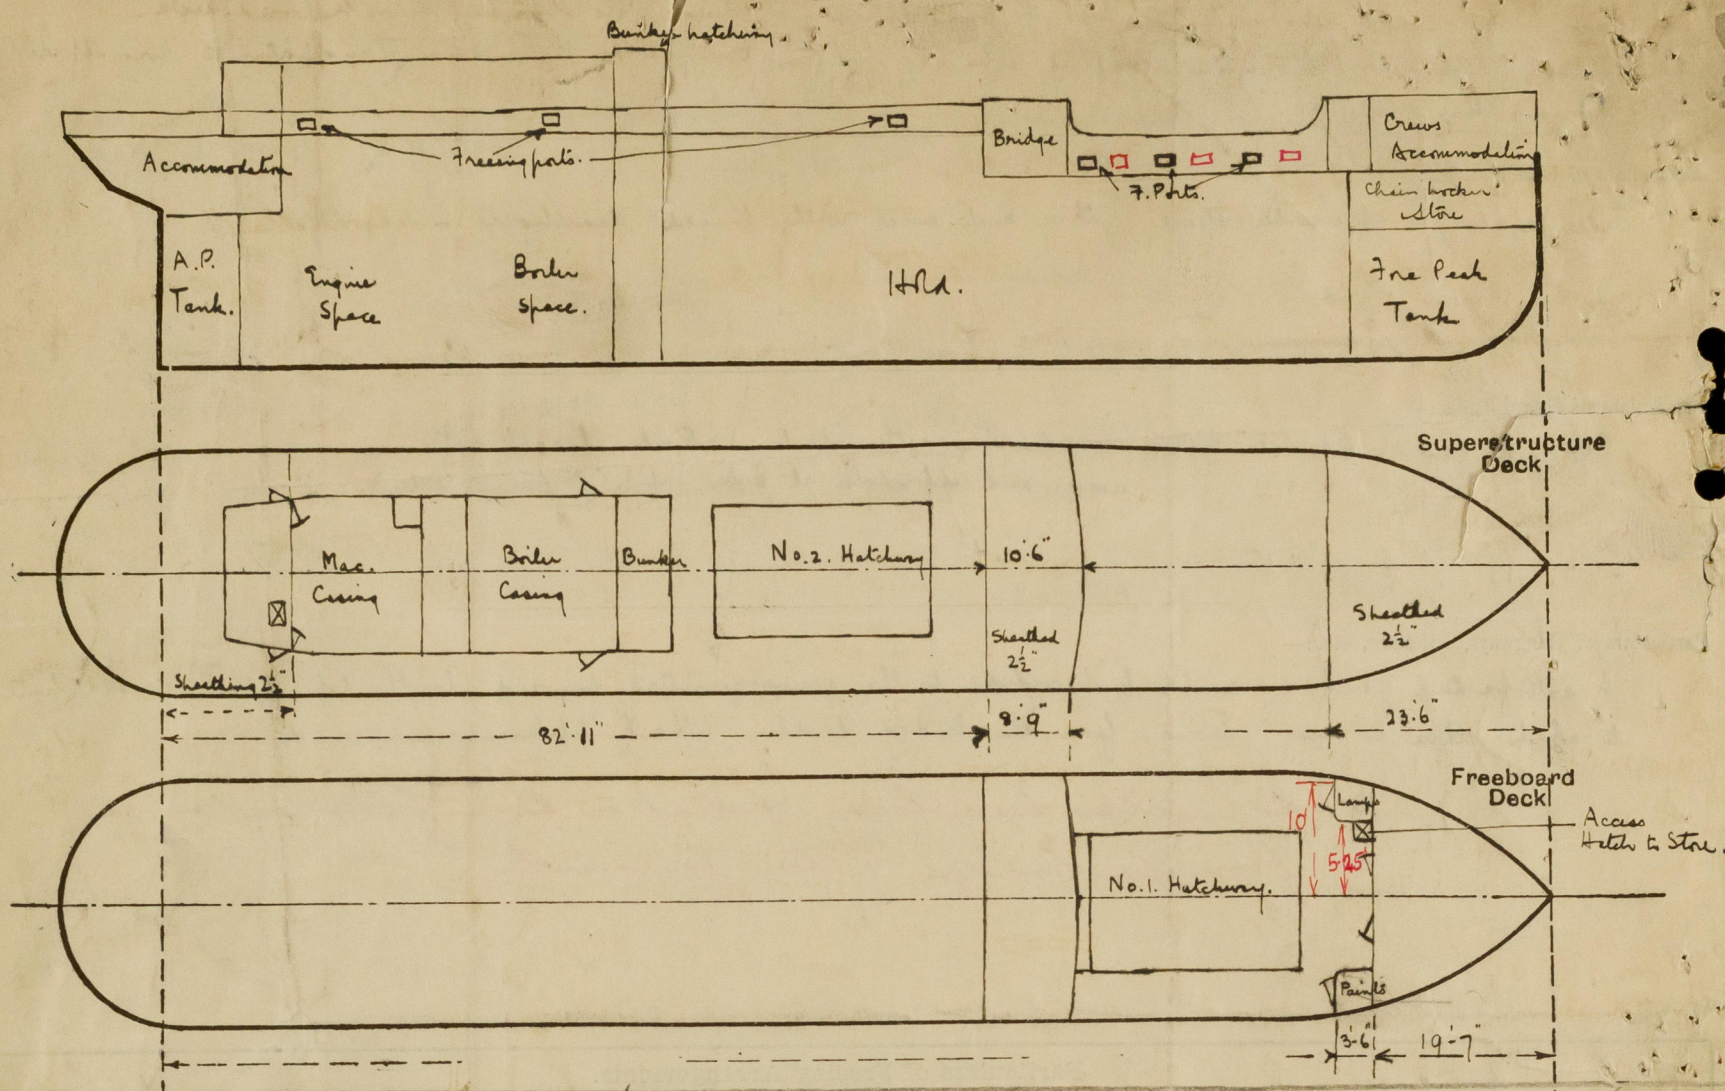 Bunker hatchway
Accommodation
Freeing ports.
Bridge
F. Ports.
Crews
Accommodation
Chain Locker
Store
A.P.
Tank.
Engine
Space
Boiler
Space.
Hold.
Fore Peak
Tank
Superstructure
Deck
Mac.
Casing
Boiler
Casing
Bunker
No. 2. Hatchway
10'·6"
Sheathed
2½"
Sheathed
2½"
Sheathing 2½"
82'·11"
8'·9"
23'·6"
Freeboard
Deck
Lamps
10'
5·25'
Access
Hatch to Store.
No. 1. Hatchway.
Paints
3'-6"
19'-7"